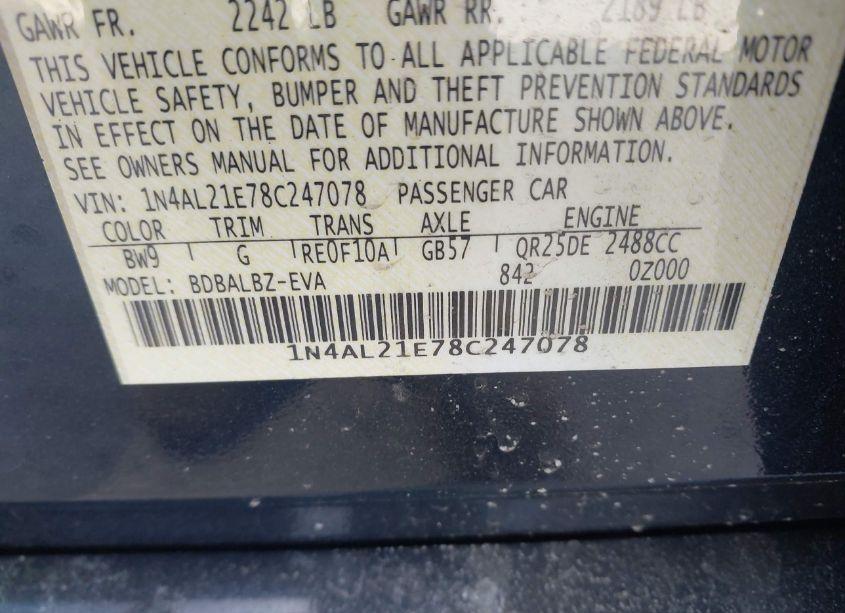 GAWR FR. 2242 LB GAWR RR. 2189 LB
THIS VEHICLE CONFORMS TO ALL APPLICABLE FEDERAL MOTOR
VEHICLE SAFETY, BUMPER AND THEFT PREVENTION STANDARDS
IN EFFECT ON THE DATE OF MANUFACTURE SHOWN ABOVE.
SEE OWNERS MANUAL FOR ADDITIONAL INFORMATION.
VIN: 1N4AL21E78C247078 PASSENGER CAR
COLOR TRIM TRANS AXLE ENGINE
BW9 G RE0F10A GB57 QR25DE 2488CC
MODEL: BDBALBZ-EVA 842 0Z000
1N4AL21E78C247078